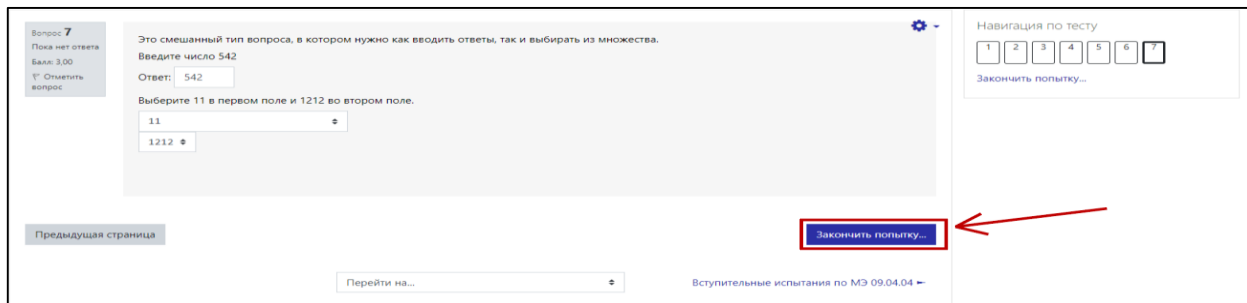 Вопрос 7
Пока нет ответа
Балл: 3,00
Отметить
вопрос
Это смешанный тип вопроса, в котором нужно как вводить ответы, так и выбирать из множества.
Введите число 542
Ответ: 542
Выберите 11 в первом поле и 1212 во втором поле.
11
1212
Предыдущая страница
Закончить попытку...
Перейти на...
Вступительные испытания по МЭ 09.04.04 ►
Навигация по тесту
1 2 3 4 5 6 7
Закончить попытку...